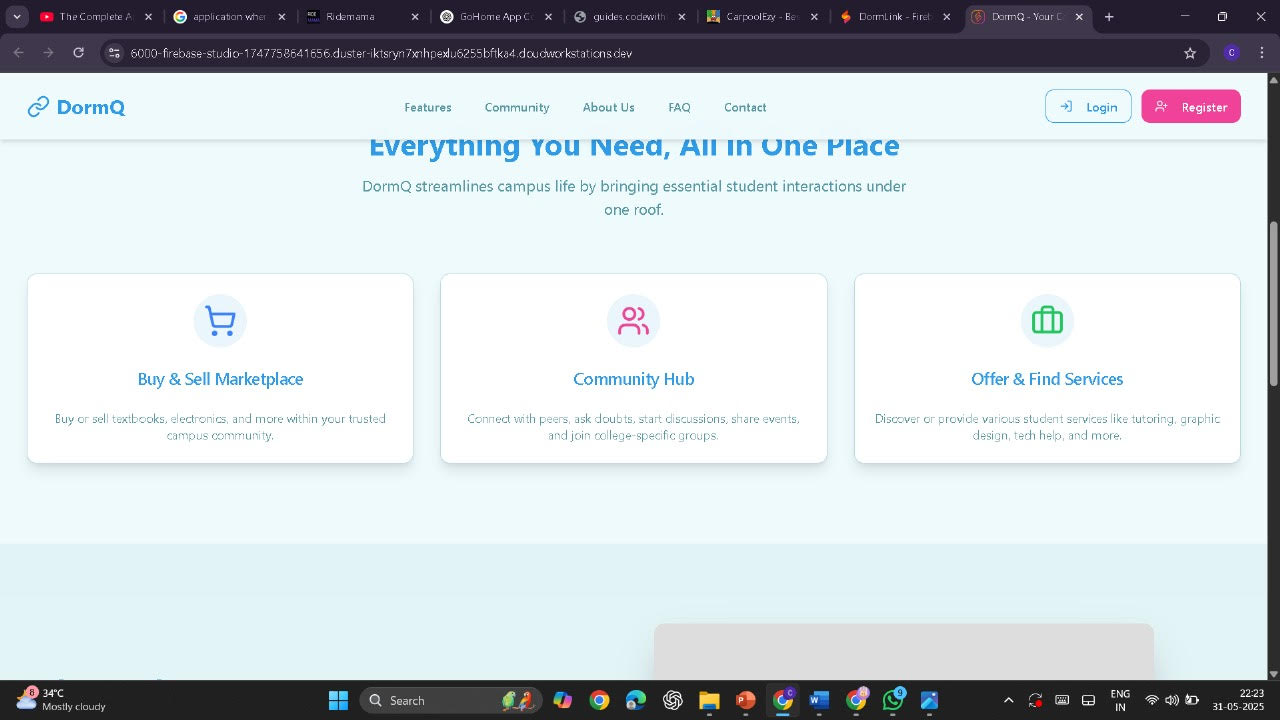 The Complete A
application wher
Ridemama
GoHome App Co
guides.codewith
CarpoolEzy - Be
DormLink - Fireb
DormQ - Your C
6000-firebase-studio-1747758641656.cluster-iktsryn7xnhpexlu6255bftka4.cloudworkstations.dev
C
DormQ
Features
Community
About Us
FAQ
Contact
Login
Register
Everything You Need, All in One Place
DormQ streamlines campus life by bringing essential student interactions under
one roof.
Buy & Sell Marketplace
Buy or sell textbooks, electronics, and more within your trusted
campus community.
Community Hub
Connect with peers, ask doubts, start discussions, share events,
and join college-specific groups.
Offer & Find Services
Discover or provide various student services like tutoring, graphic
design, tech help, and more.
8
34°C
Mostly cloudy
Search
C
9
ENG
IN
22:23
31-05-2025